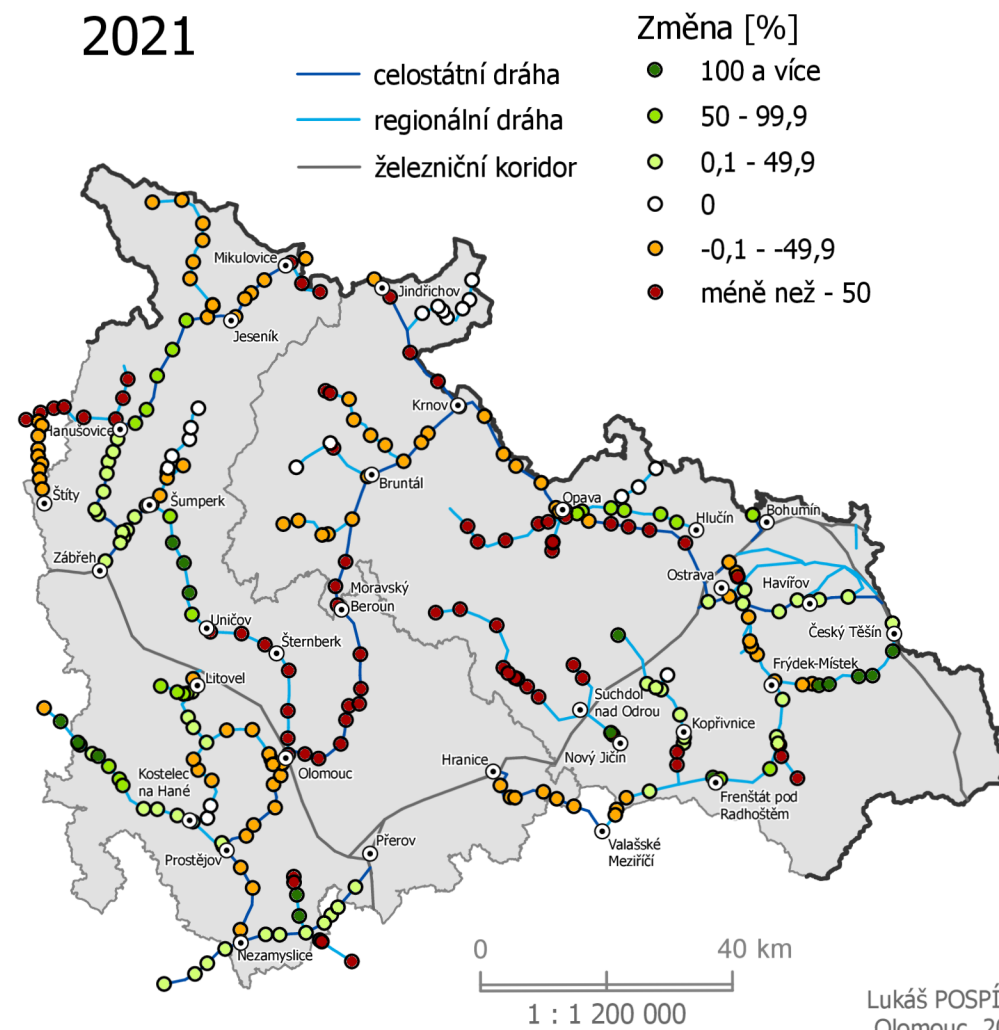 2021
Změna [%]
celostátní dráha
regionální dráha
železniční koridor
100 a více
50 - 99,9
0,1 - 49,9
0
-0,1 - -49,9
méně než - 50
Mikulovice
Jindřichov
Jeseník
Krnov
Hanušovice
Bruntál
Štíty
Šumperk
Opava
Hlučín
Bohumín
Zábřeh
Ostrava
Havířov
Moravský
Beroun
Uničov
Šternberk
Český Těšín
Litovel
Frýdek-Místek
Suchdol
nad Odrou
Kopřivnice
Olomouc
Hranice
Nový Jičín
Kostelec
na Hané
Frenštát pod
Radhoštěm
Prostějov
Přerov
Valašské
Meziříčí
Nezamyslice
0
40 km
1 : 1 200 000
Lukáš
Olomouc,